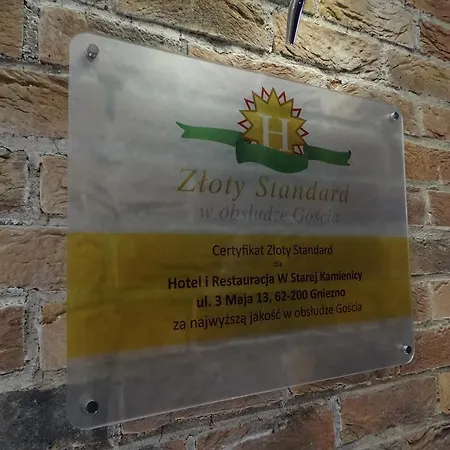 H
Złoty Standard
w obsłudze Gościa
Certyfikat Złoty Standard
dla
Hotel i Restauracja W Starej Kamienicy
ul. 3 Maja 13, 62-200 Gniezno
za najwyższą jakość w obsłudze Gościa